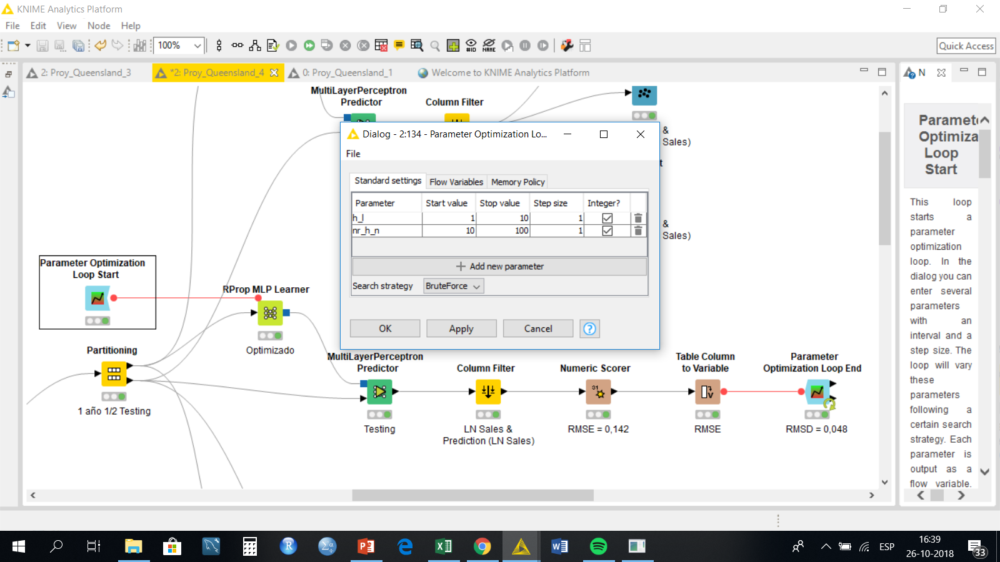 KNIME Analytics Platform
File Edit View Node Help
100%
#ID
NAME
Quick Access
2: Proy_Queensland_3
*2: Proy_Queensland_4
0: Proy_Queensland_1
Welcome to KNIME Analytics Platform
N
MultiLayerPerceptron
Predictor
Column Filter
&
Sales)
t
&
Sales)
Dialog - 2:134 - Parameter Optimization Lo...
File
Standard settings Flow Variables Memory Policy
Parameter Start value Stop value Step size Integer?
h_l 1 10 1
nr_h_n 10 100 1
Add new parameter
Search strategy BruteForce
OK Apply Cancel ?
Parameter Optimization
Loop Start
RProp MLP Learner
Optimizado
Partitioning
1 año 1/2 Testing
MultiLayerPerceptron
Predictor
Testing
Column Filter
LN Sales &
Prediction (LN Sales)
Numeric Scorer
RMSE = 0,142
Table Column
to Variable
RMSE
Parameter
Optimization Loop End
RMSD = 0,048
Paramete
Optimiza
Loop
Start
This loop
starts a
parameter
optimization
loop. In the
dialog you can
enter several
parameters
with an
interval and a
step size. The
loop will vary
these
parameters
following a
certain search
strategy. Each
parameter is
output as a
flow variable.
ESP
16:39
26-10-2018
33